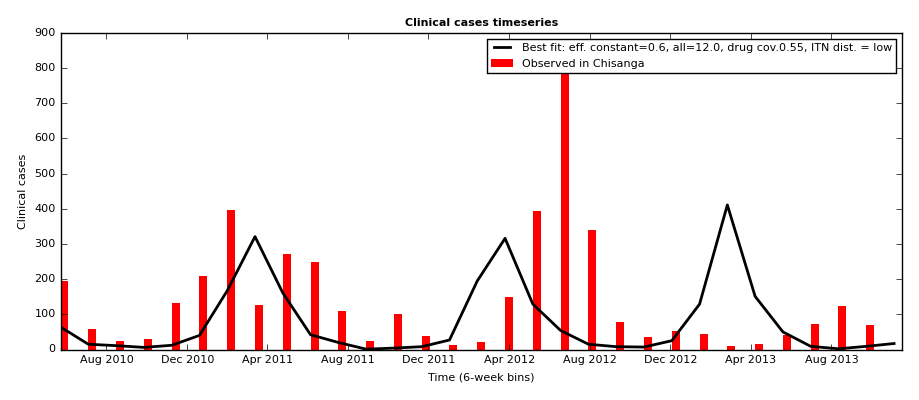 Clinical cases timeseries
900
800
700
600
500
400
300
200
100
0
Clinical cases
Best fit: eff. constant=0.6, all=12.0, drug cov.0.55, ITN dist. = low
Observed in Chisanga
Aug 2010 Dec 2010 Apr 2011 Aug 2011 Dec 2011 Apr 2012 Aug 2012 Dec 2012 Apr 2013 Aug 2013
Time (6-week bins)